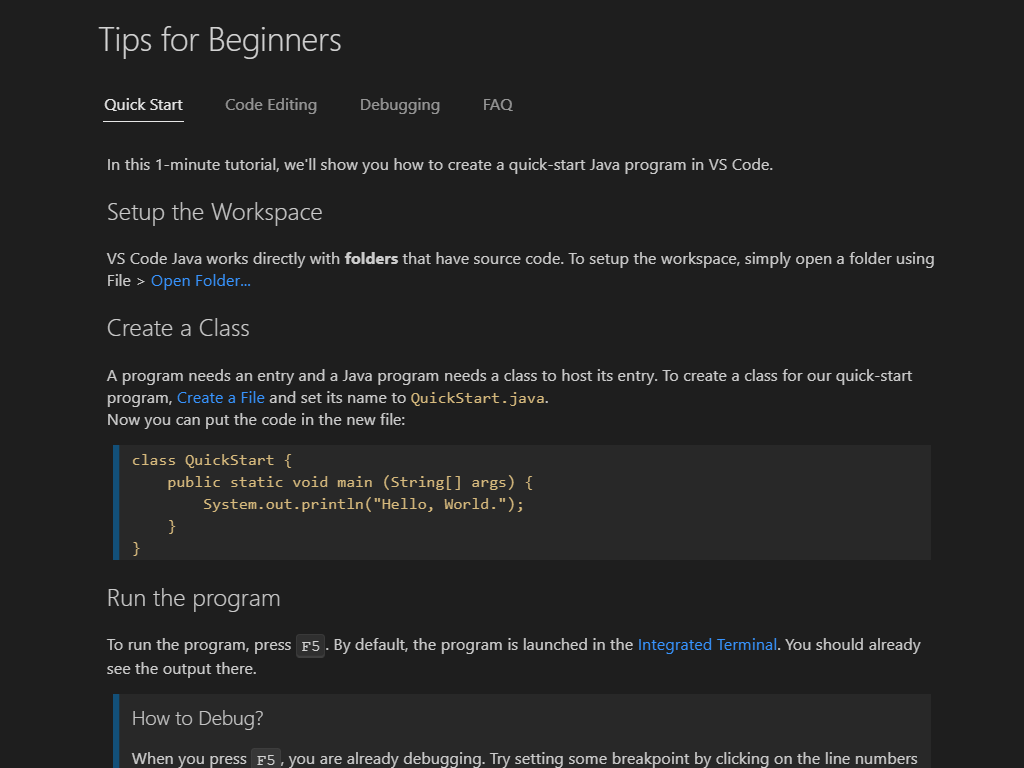 Tips for Beginners
Quick Start Code Editing Debugging FAQ
In this 1-minute tutorial, we'll show you how to create a quick-start Java program in VS Code.
Setup the Workspace
VS Code Java works directly with folders that have source code. To setup the workspace, simply open a folder using
File > Open Folder...
Create a Class
A program needs an entry and a Java program needs a class to host its entry. To create a class for our quick-start
program, Create a File and set its name to QuickStart.java.
Now you can put the code in the new file:
class QuickStart {
    public static void main (String[] args) {
        System.out.println("Hello, World.");
    }
}
Run the program
To run the program, press F5. By default, the program is launched in the Integrated Terminal. You should already
see the output there.
How to Debug?
When you press F5, you are already debugging. Try setting some breakpoint by clicking on the line numbers